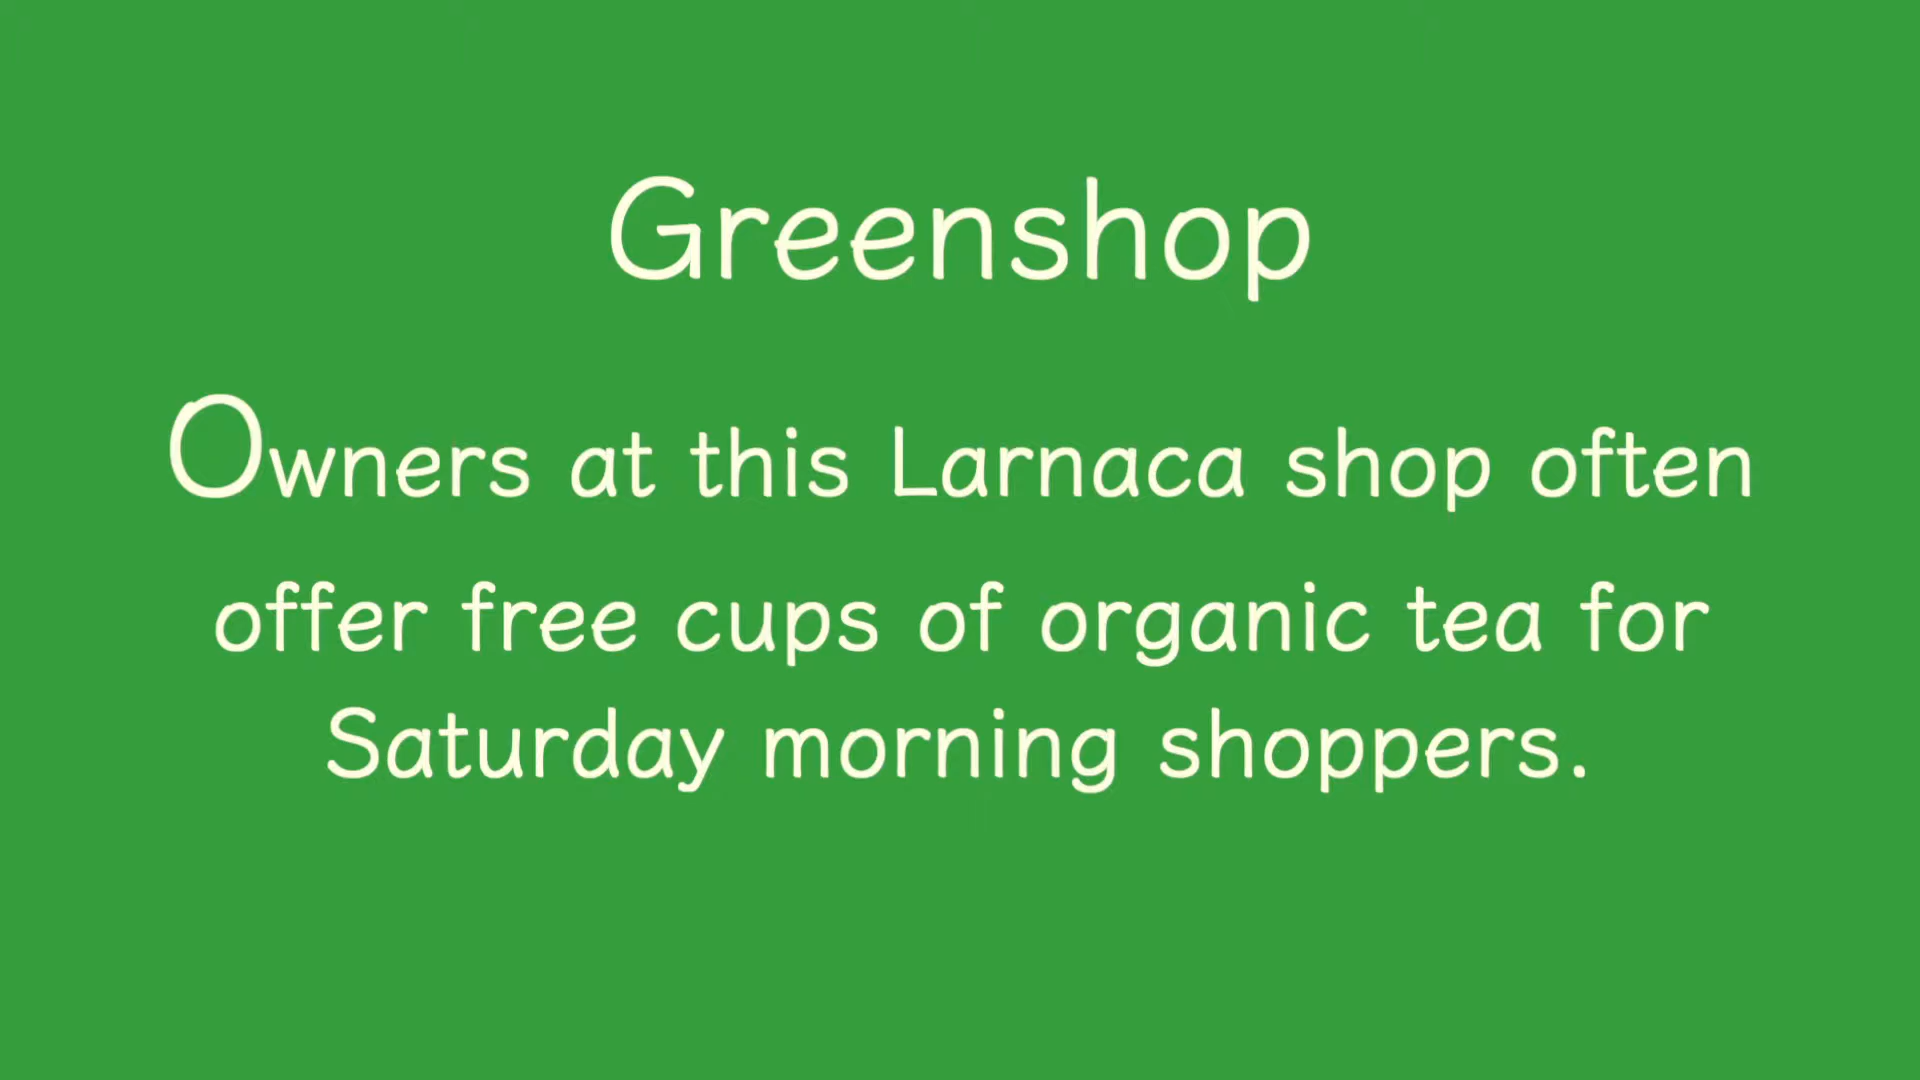 Greenshop
Owners at this Larnaca shop often
offer free cups of organic tea for
Saturday morning shoppers.